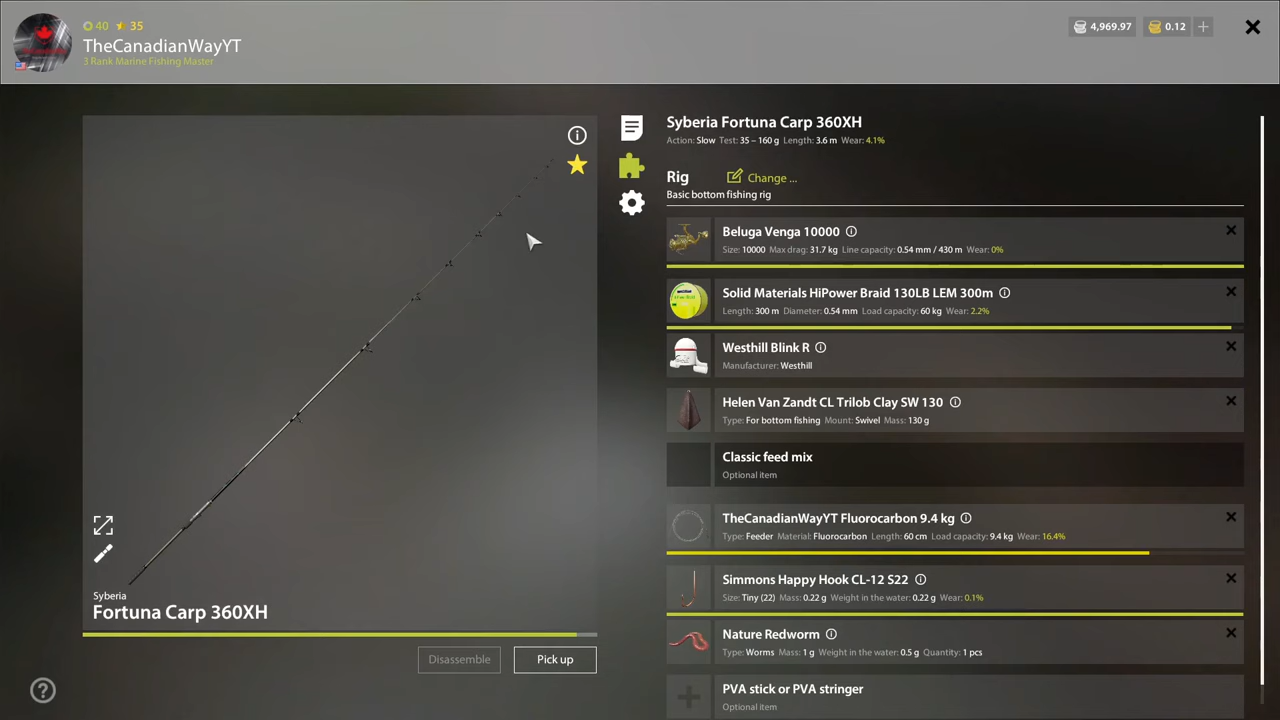 40 35
TheCanadianWayYT
3 Rank Marine Fishing Master
4,969.97 0.12
Syberia
Fortuna Carp 360XH
Disassemble Pick up
Syberia Fortuna Carp 360XH
Action: Slow Test: 35 – 160 g Length: 3.6 m Wear: 4.1%
Rig Change ...
Basic bottom fishing rig
Beluga Venga 10000
Size: 10000 Max drag: 31.7 kg Line capacity: 0.54 mm / 430 m Wear: 0%
Solid Materials HiPower Braid 130LB LEM 300m
Length: 300 m Diameter: 0.54 mm Load capacity: 60 kg Wear: 2.2%
Westhill Blink R
Manufacturer: Westhill
Helen Van Zandt CL Trilob Clay SW 130
Type: For bottom fishing Mount: Swivel Mass: 130 g
Classic feed mix
Optional item
TheCanadianWayYT Fluorocarbon 9.4 kg
Type: Feeder Material: Fluorocarbon Length: 60 cm Load capacity: 9.4 kg Wear: 16.4%
Simmons Happy Hook CL-12 S22
Size: Tiny (22) Mass: 0.22 g Weight in the water: 0.22 g Wear: 0.1%
Nature Redworm
Type: Worms Mass: 1 g Weight in the water: 0.5 g Quantity: 1 pcs
PVA stick or PVA stringer
Optional item